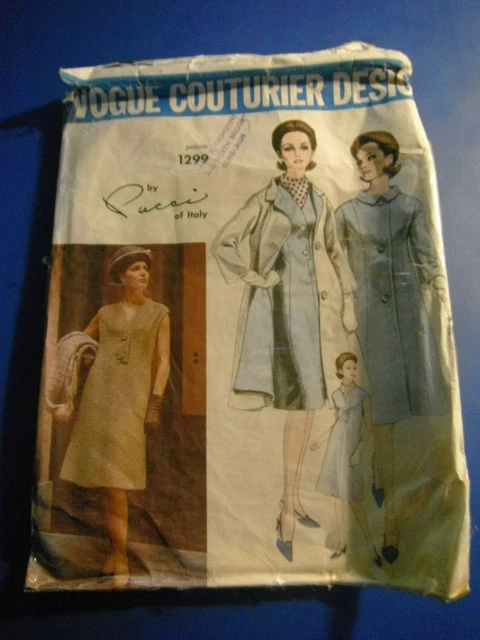 VOGUE COUTURIER DESIG
pattern
1299
by
Pucci
of Italy